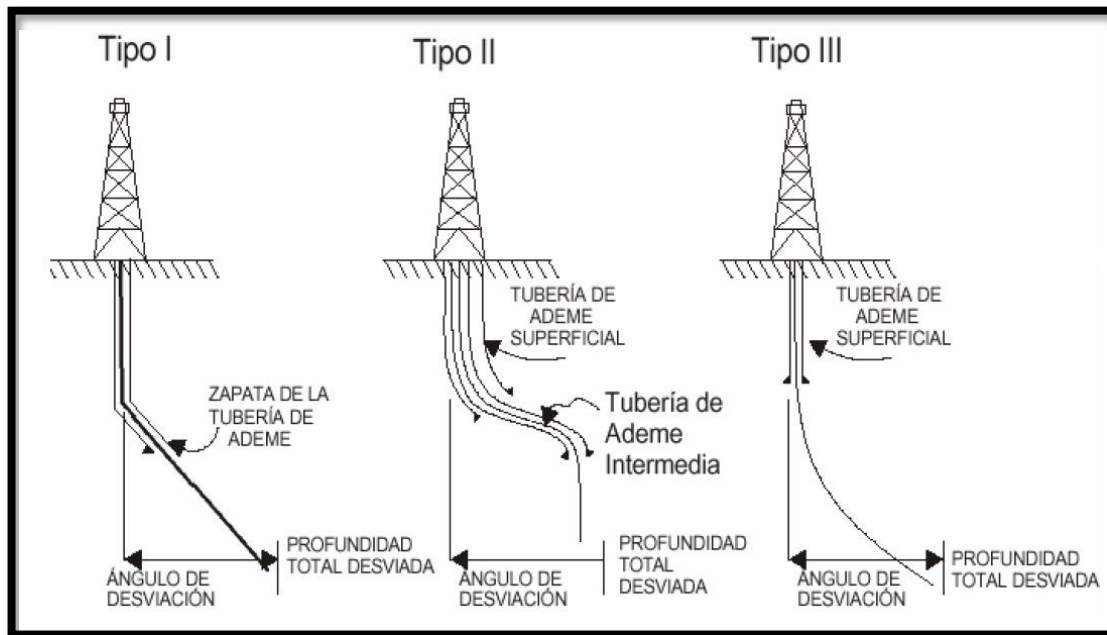 Tipo I
Tipo II
Tipo III
ZAPATA DE LA
TUBERÍA DE
ADEME
TUBERÍA DE
ADEME
SUPERFICIAL
Tubería de
Ademe
Intermedia
TUBERÍA DE
ADEME
SUPERFICIAL
PROFUNDIDAD
TOTAL DESVIADA
ÁNGULO DE
DESVIACIÓN
PROFUNDIDAD
TOTAL
DESVIADA
ÁNGULO DE
DESVIACIÓN
PROFUNDIDAD
TOTAL DESVIADA
ÁNGULO DE
DESVIACIÓN